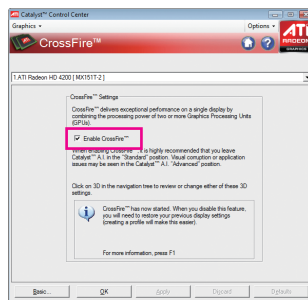 Catalyst™ Control Center
Graphics
Options
CrossFire™
ATI
RADEON
GRAPHICS
1.ATI Radeon HD 4200 [ MX151T-2 ]
CrossFire™ Settings
CrossFire™ delivers exceptional performance on a single display by
combining the processing power of two or more Graphics Processing Units
(GPUs).
Enable CrossFire™
When enabling CrossFire™, it is highly recommended that you leave
Catalyst™ A.I. in the "Standard" position. Visual corruption or application
issues may be seen in the Catalyst™ A.I. "Advanced" position.
Click on 3D in the navigation tree to review or change either of these 3D
settings.
CrossFire™ has now started. When you disable this feature,
you will need to restore your previous display settings
(creating a profile will make this easier).
For more information, press F1
Basic...
OK
Apply
Discard
Defaults